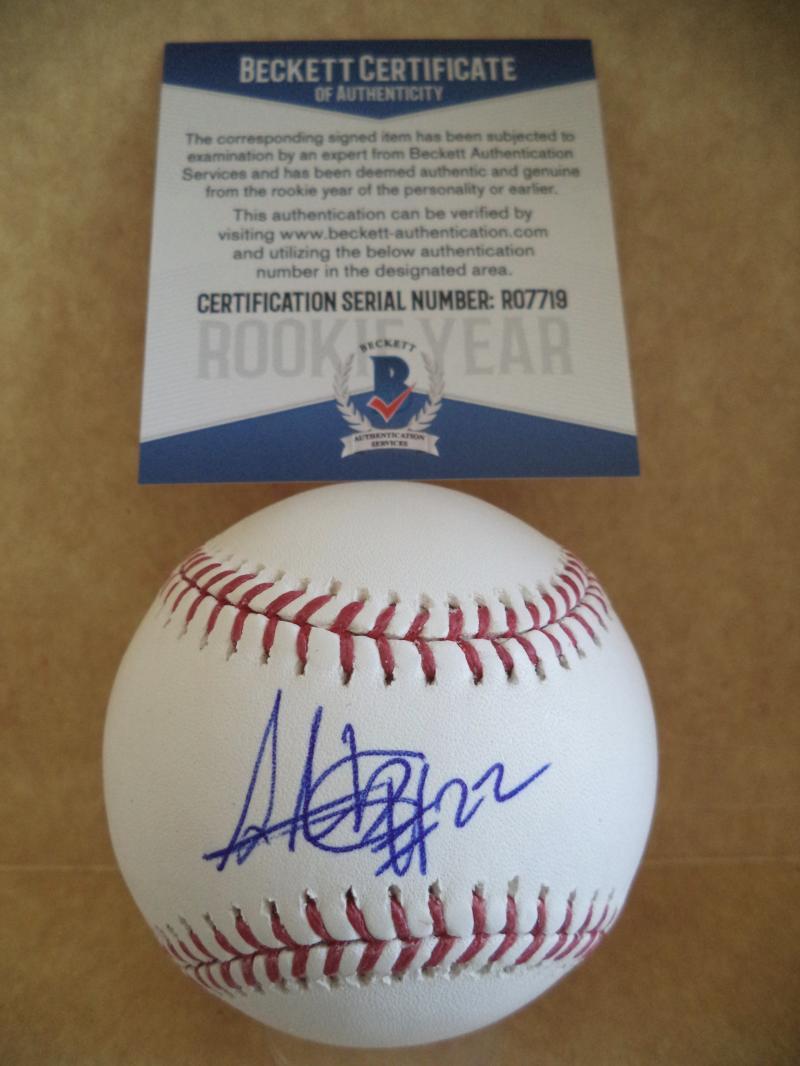 BECKETT CERTIFICATE
OF AUTHENTICITY
The corresponding signed item has been subjected to
examination by an expert from Beckett Authentication
Services and has been deemed authentic and genuine
from the rookie year of the personality or earlier.
This authentication can be verified by
visiting www.beckett-authentication.com
and utilizing the below authentication
number in the designated area.
CERTIFICATION SERIAL NUMBER: R07719
ROOKIE YEAR
BECKETT
B
AUTHENTICATION
SERVICES
#22